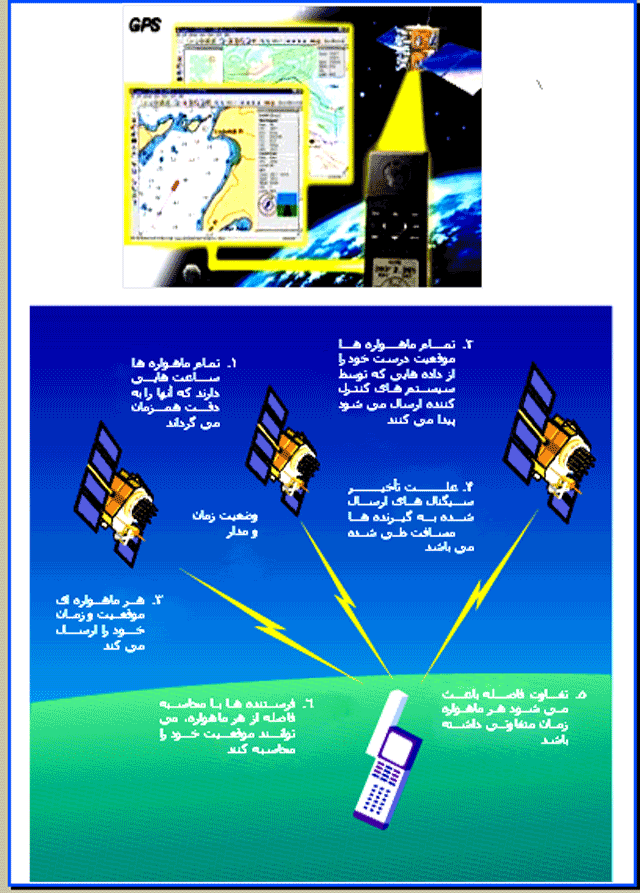 GPS
۱. تمام ماهواره ها
ساعت هایی
دارند که آنها را به
دقت همزمان
می گرداند
۲. تمام ماهواره ها
موقعیت درست خود را
از داده هایی که توسط
سیستم های کنترل
کننده ارسال می شود
پیدا می کنند
وضعیت زمان
و مدار
۳. هر ماهواره ای
موقعیت و زمان
خود را ارسال
می کند
۴. علت تأخیر
سیگنال های ارسال
شده به گیرنده ها
مسافت طی شده
می باشد
۵. تفاوت فاصله باعث
می شود هر ماهواره
زمان متفاوتی داشته
باشد
۶. فرستنده ها با محاسبه
فاصله از هر ماهواره، می
توانند موقعیت خود را
محاسبه کند